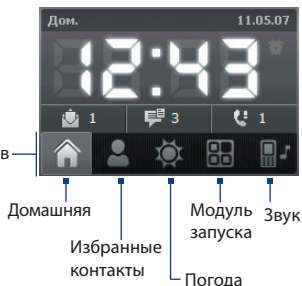 Дом. 11.05.07
12:43
1 3 1
в
Домашняя
Избранные
контакты
Погода
Модуль
запуска
Звук